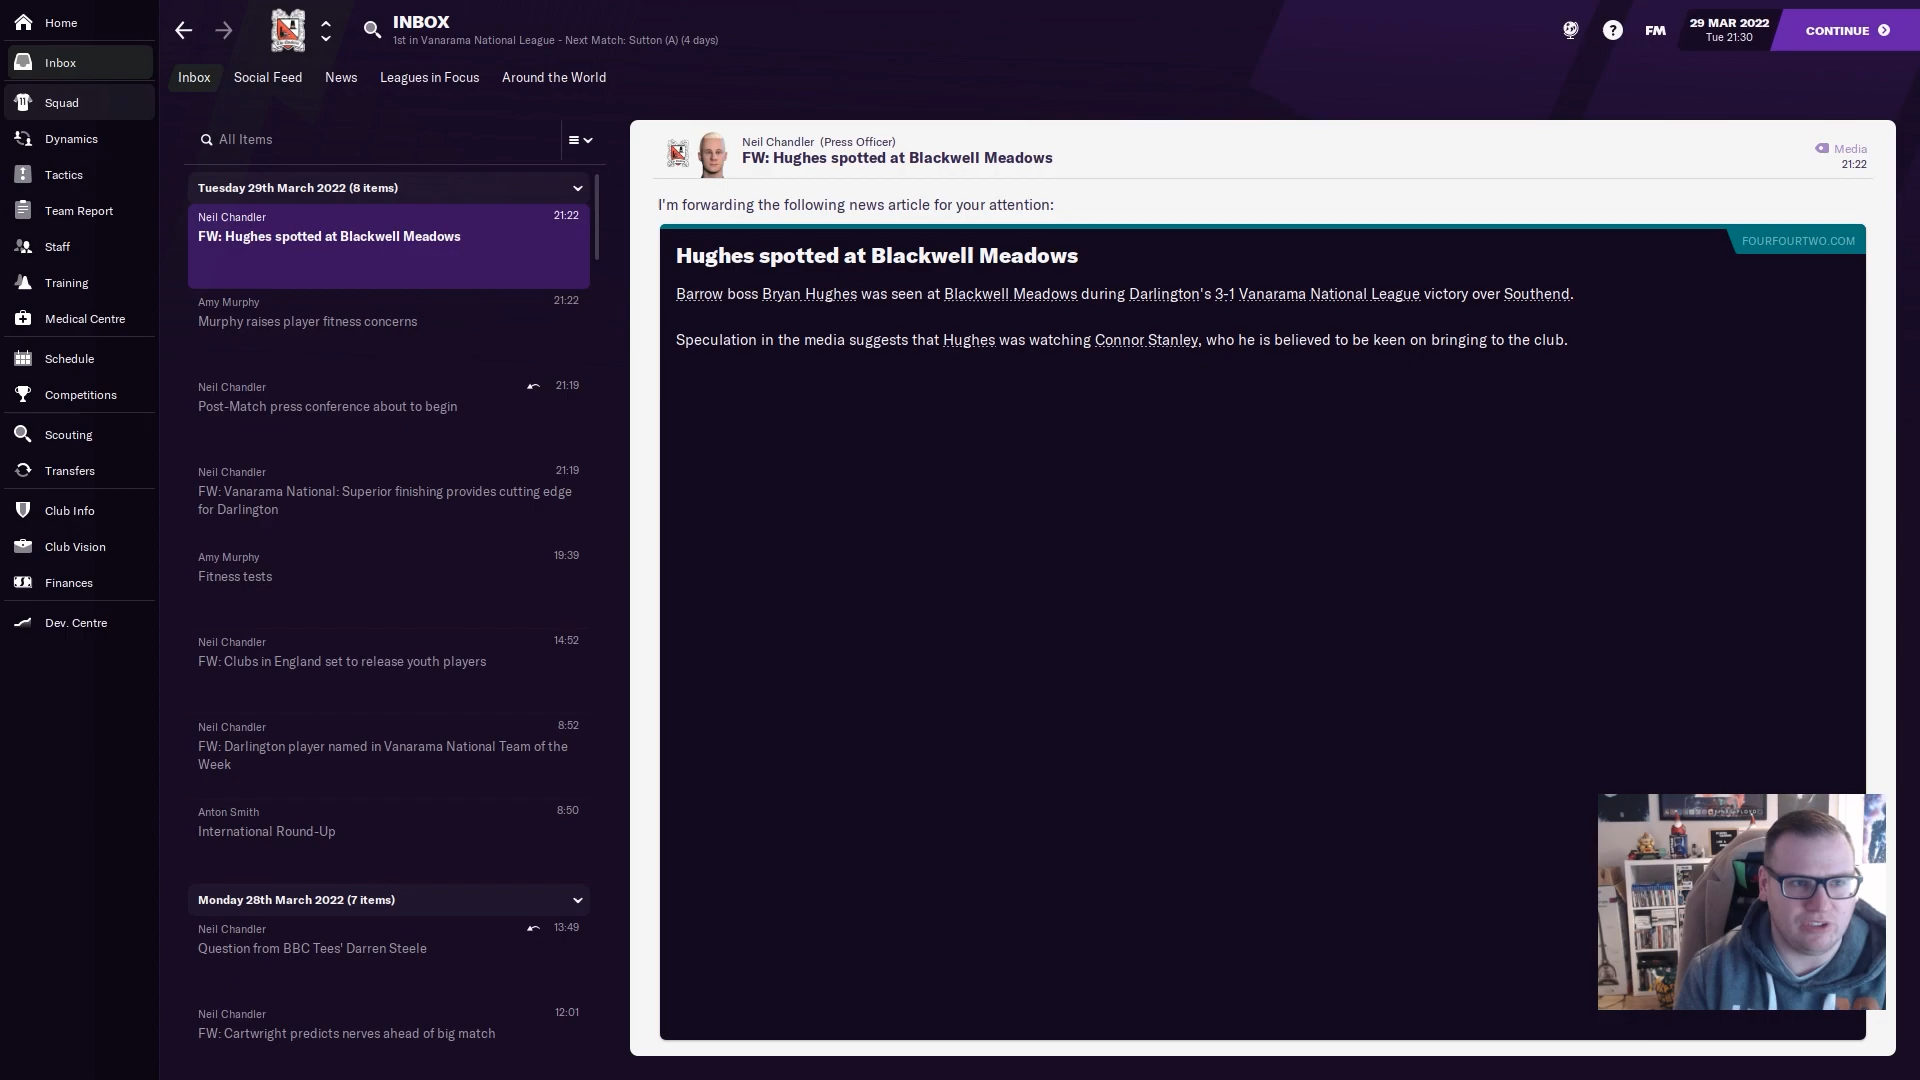 Home
Inbox
Squad
Dynamics
Tactics
Team Report
Staff
Training
Medical Centre
Schedule
Competitions
Scouting
Transfers
Club Info
Club Vision
Finances
Dev. Centre
INBOX
1st in Vanarama National League - Next Match: Sutton (A) (4 days)
FM
29 MAR 2022
Tue 21:30
CONTINUE
Inbox Social Feed News Leagues in Focus Around the World
All Items
Tuesday 29th March 2022 (8 items)
Neil Chandler 21:22
FW: Hughes spotted at Blackwell Meadows
Amy Murphy 21:22
Murphy raises player fitness concerns
Neil Chandler 21:19
Post-Match press conference about to begin
Neil Chandler 21:19
FW: Vanarama National: Superior finishing provides cutting edge
for Darlington
Amy Murphy 19:39
Fitness tests
Neil Chandler 14:52
FW: Clubs in England set to release youth players
Neil Chandler 8:52
FW: Darlington player named in Vanarama National Team of the
Week
Anton Smith 8:50
International Round-Up
Monday 28th March 2022 (7 items)
Neil Chandler 13:49
Question from BBC Tees' Darren Steele
Neil Chandler 12:01
FW: Cartwright predicts nerves ahead of big match
Neil Chandler (Press Officer)
FW: Hughes spotted at Blackwell Meadows
Media
21:22
I'm forwarding the following news article for your attention:
FOURFOURTWO.COM
Hughes spotted at Blackwell Meadows
Barrow boss Bryan Hughes was seen at Blackwell Meadows during Darlington's 3-1 Vanarama National League victory over Southend.
Speculation in the media suggests that Hughes was watching Connor Stanley, who he is believed to be keen on bringing to the club.